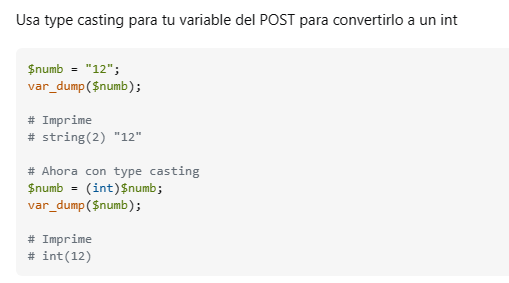 Usa type casting para tu variable del POST para convertirlo a un int
$numb = "12";
var_dump($numb);
# Imprime
# string(2) "12"
# Ahora con type casting
$numb = (int)$numb;
var_dump($numb);
# Imprime
# int(12)